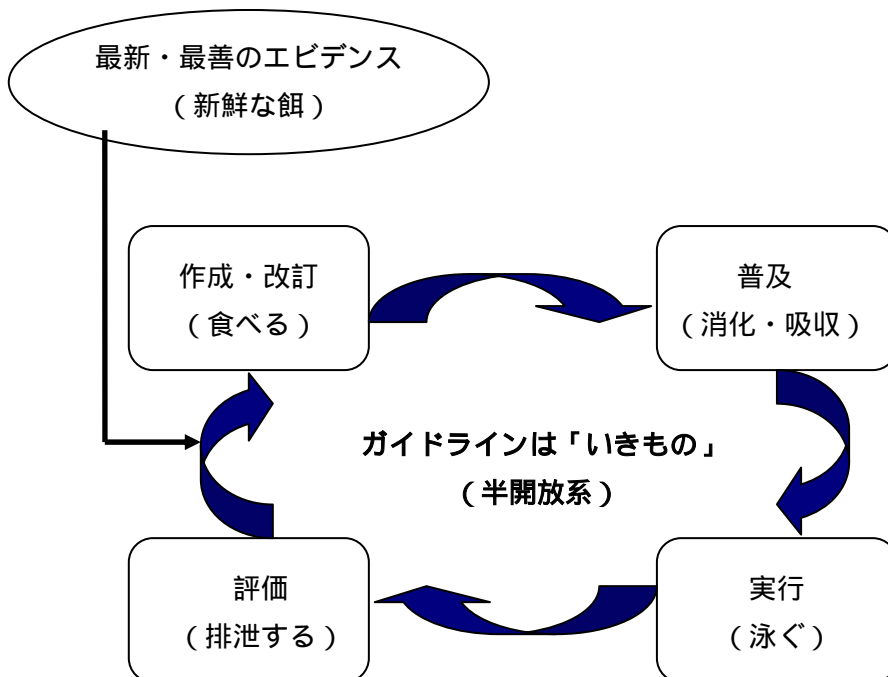 最新・最善のエビデンス
（新鮮な餌）
作成・改訂
（食べる）
普及
（消化・吸収）
ガイドラインは「いきもの」
（半開放系）
評価
（排泄する）
実行
（泳ぐ）